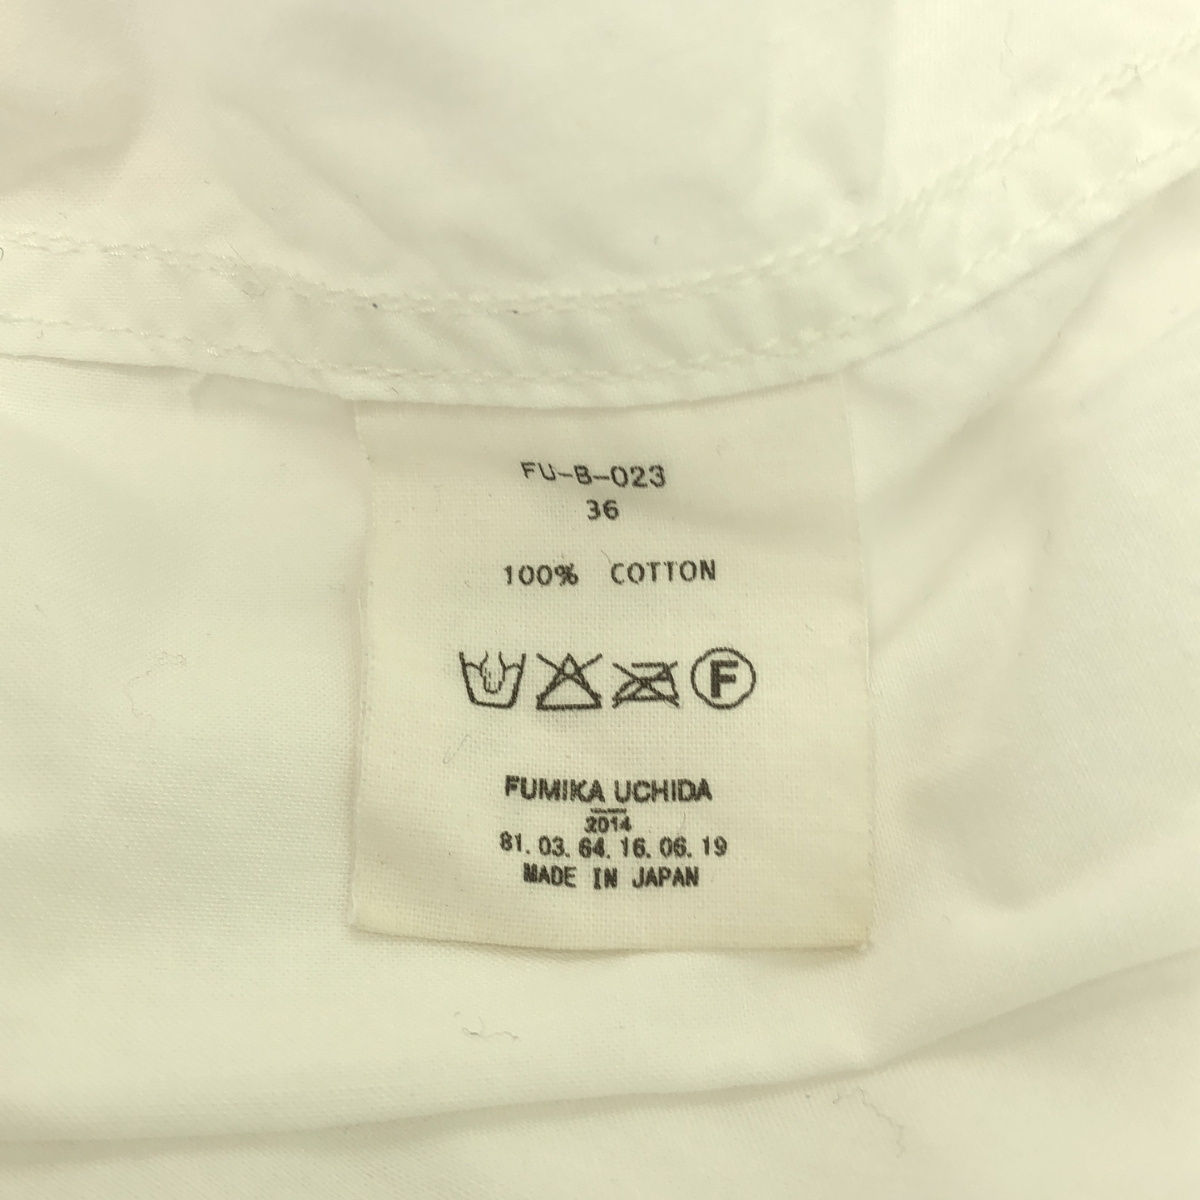 FU-B-023
36
100% COTTON
F
FUMIKA UCHIDA
2014
81. 03. 64. 16. 06. 19
MADE IN JAPAN